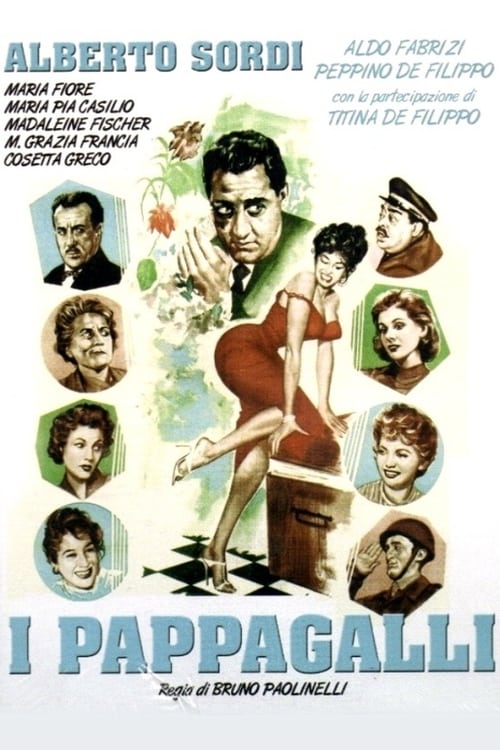 ALBERTO SORDI
ALDO FABRIZI
PEPPINO DE FILIPPO
con la partecipazione di
TITINA DE FILIPPO
MARIA FIORE
MARIA PIA CASILIO
MADALEINE FISCHER
M. GRAZIA FRANCIA
COSETTA GRECO
I PAPPAGALLI
Regia di BRUNO PAOLINELLI